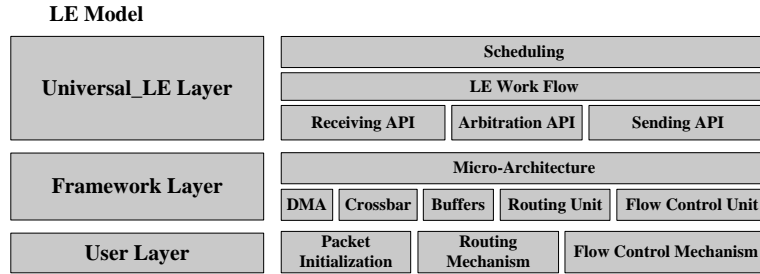 LE Model
Universal_LE Layer
Scheduling
LE Work Flow
Receiving API
Arbitration API
Sending API
Framework Layer
Micro-Architecture
DMA
Crossbar
Buffers
Routing Unit
Flow Control Unit
User Layer
Packet
Initialization
Routing
Mechanism
Flow Control Mechanism